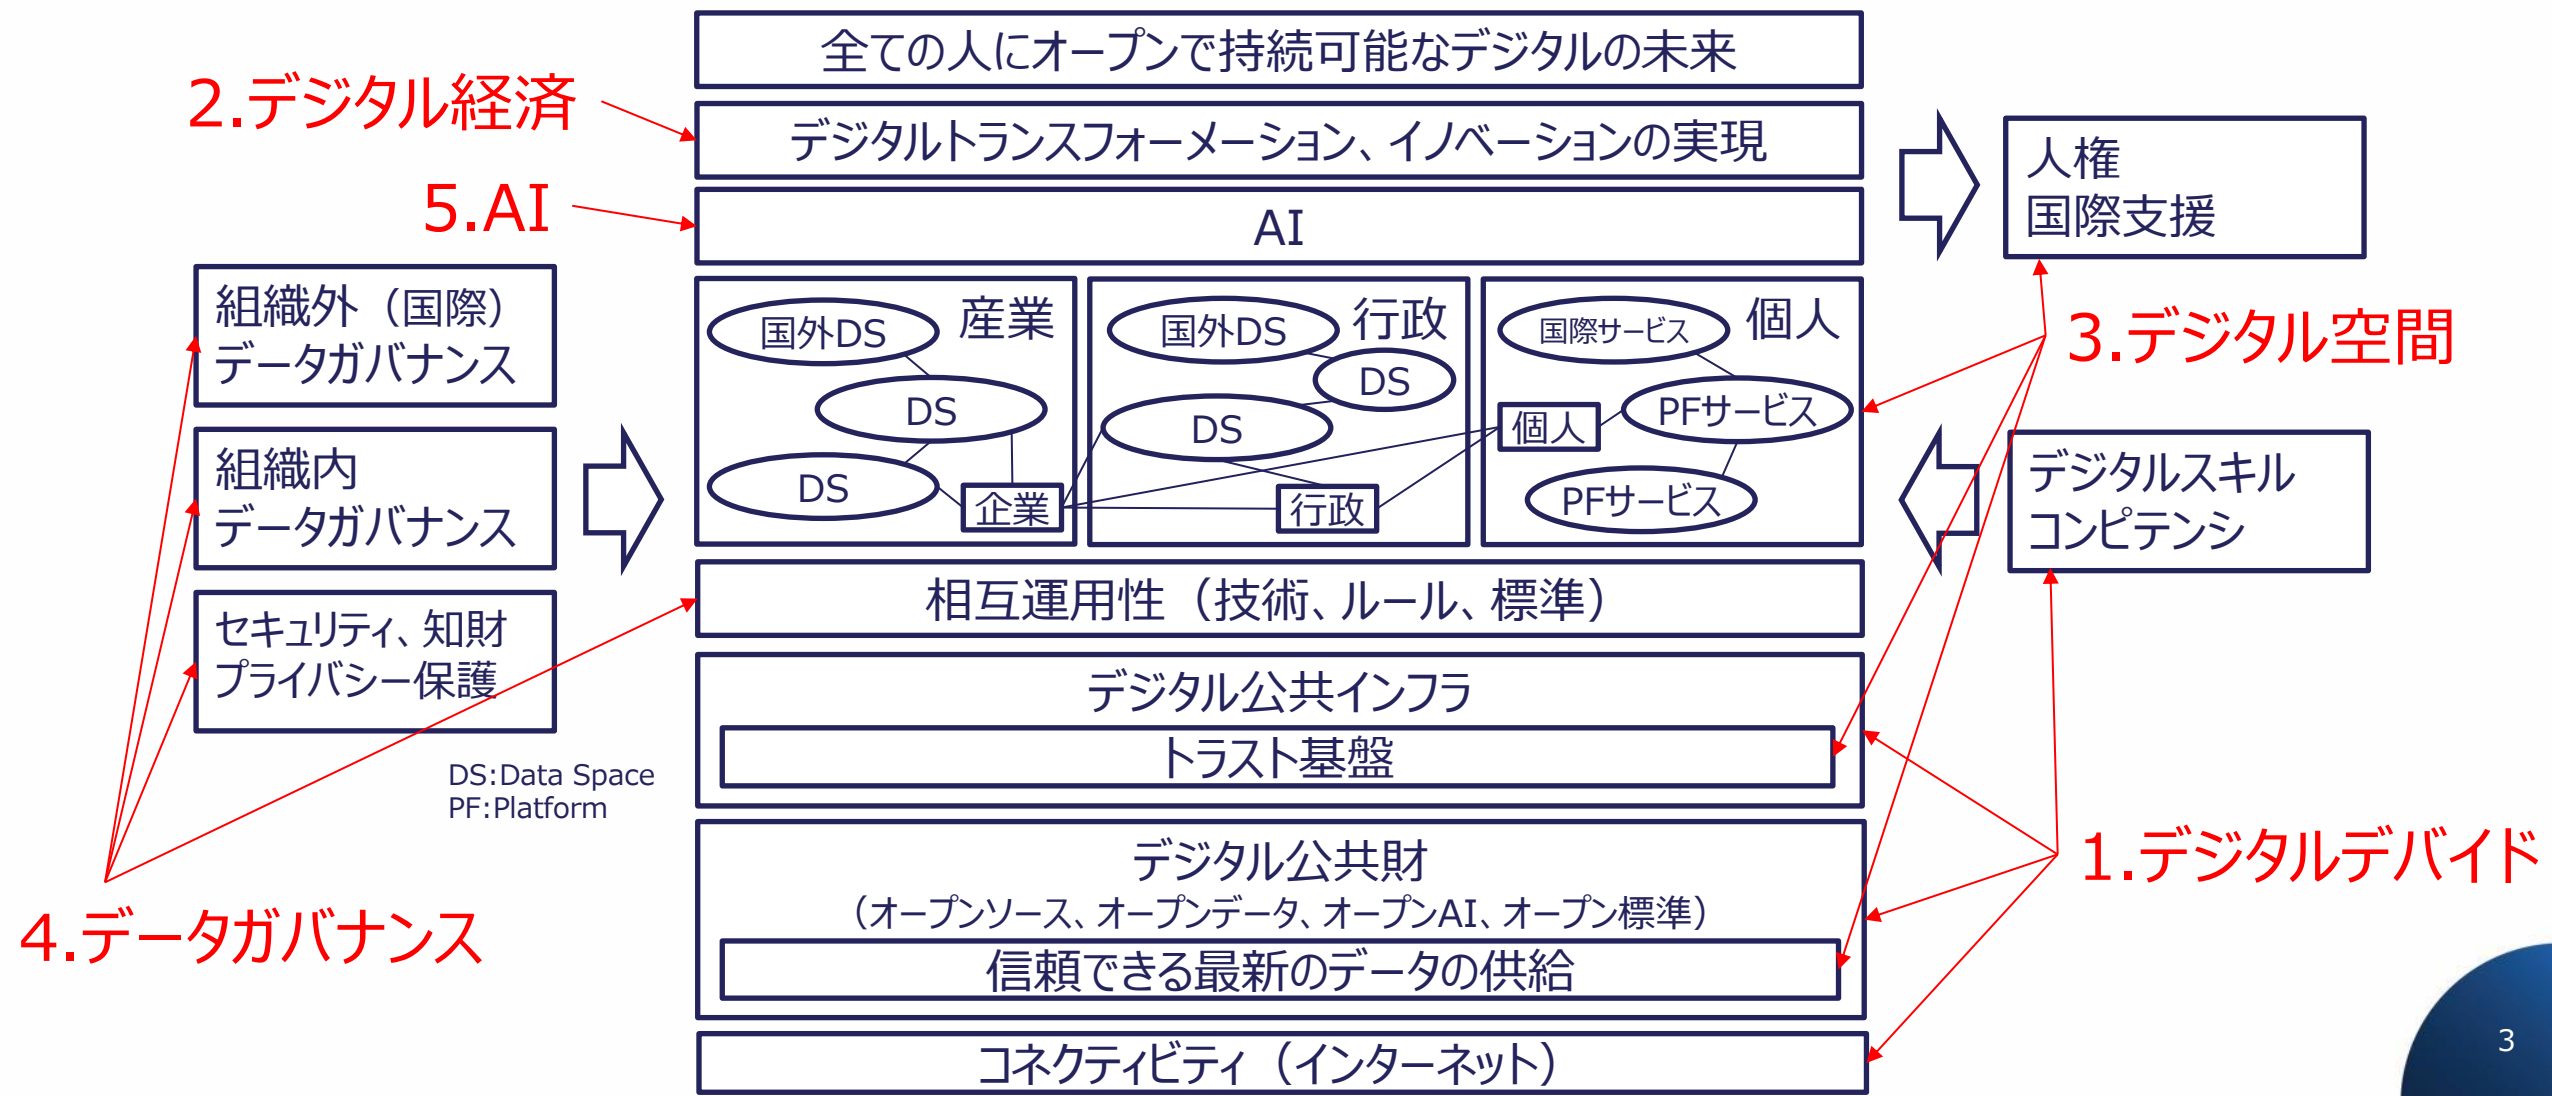 全ての人にオープンで持続可能なデジタルの未来
2.デジタル経済
デジタルトランスフォーメーション、イノベーションの実現
5.AI
AI
人権
国際支援
組織外（国際）
データガバナンス
組織内
データガバナンス
セキュリティ、知財
プライバシー保護
産業
国外DS
DS
DS
企業
行政
国外DS
DS
DS
行政
個人
国際サービス
PFサービス
個人
PFサービス
3.デジタル空間
デジタルスキル
コンピテンシ
相互運用性（技術、ルール、標準）
デジタル公共インフラ
トラスト基盤
DS:Data Space
PF:Platform
デジタル公共財
（オープンソース、オープンデータ、オープンAI、オープン標準）
信頼できる最新のデータの供給
1.デジタルデバイド
4.データガバナンス
コネクティビティ（インターネット）
3